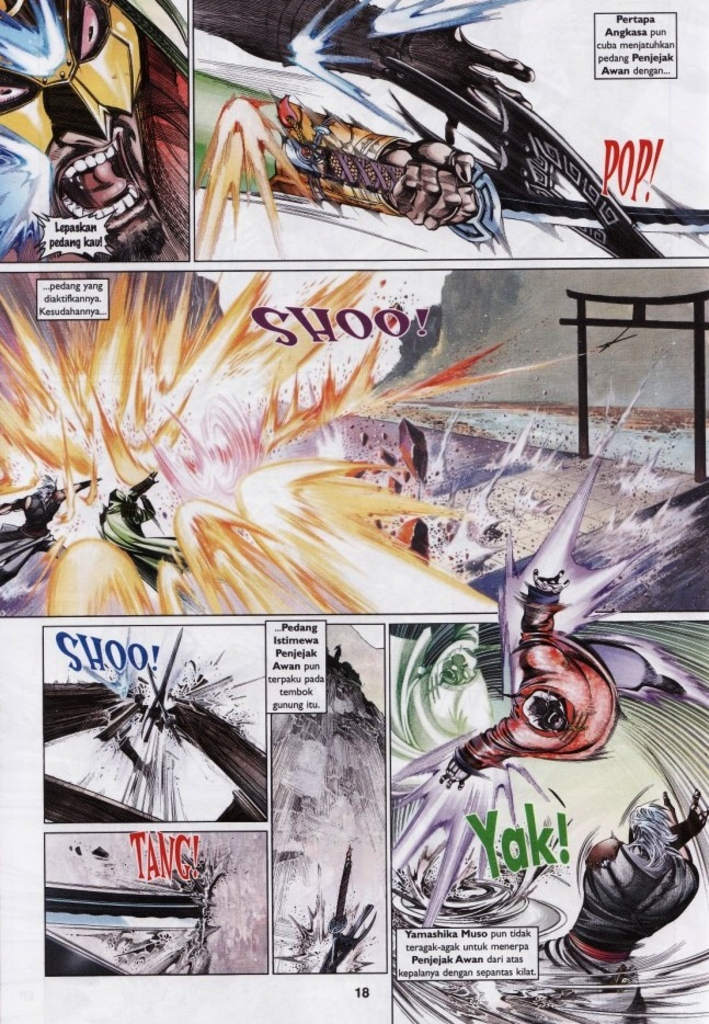 Lepaskan
pedang kau!
Pertapa
Angkasa pun
cuba menjatuhkan
pedang Penjejak
Awan dengan...
POP!
...pedang yang
diaktifkannya.
Kesudahannya...
SHOO!
SHOO!
...Pedang
Istimewa
Penjejak
Awan pun
terpaku pada
tembok
gunung itu.
TANG!
Yak!
Yamashika Muso pun tidak
teragak-agak untuk menerpa
Penjejak Awan dari atas
kepalanya dengan sepantas kilat.
18